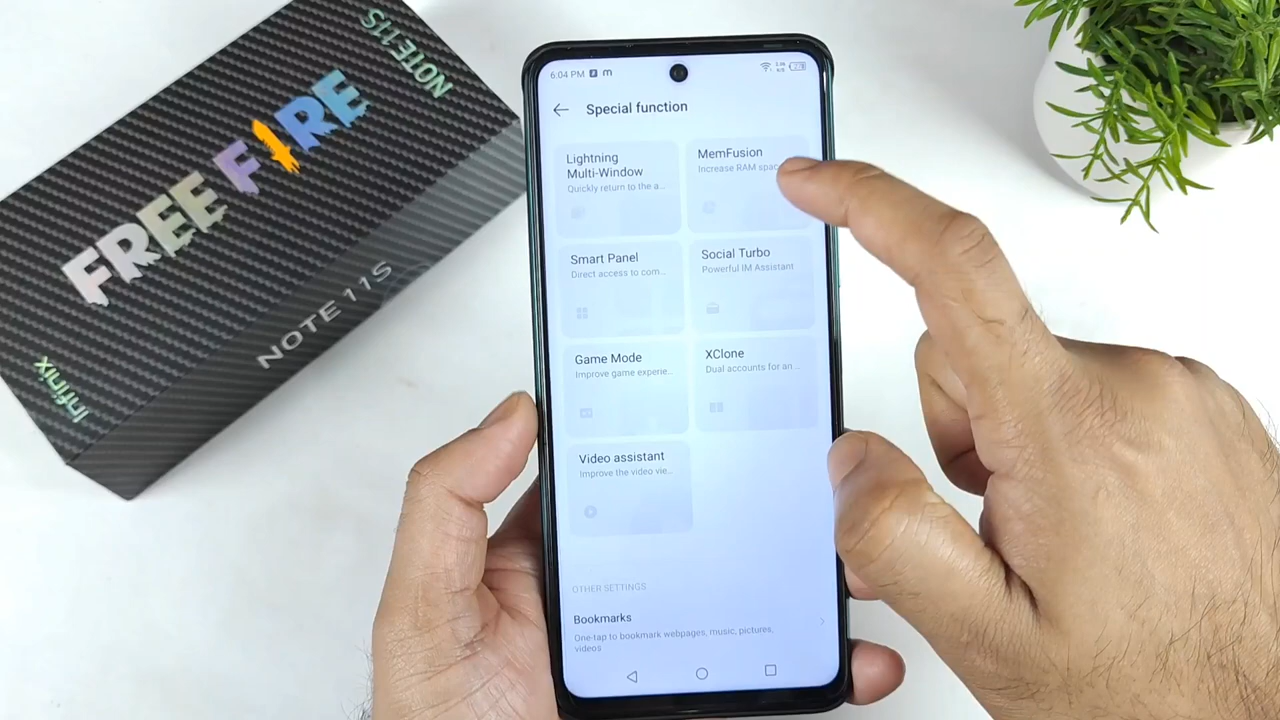 FREE FIRE
NOTE 11S
NOTE 11S
Infinix
6:04 PM
Special function
Lightning
Multi-Window
Quickly return to the a...
MemFusion
Increase RAM spac
Smart Panel
Direct access to com...
Social Turbo
Powerful IM Assistant
Game Mode
Improve game experie...
XClone
Dual accounts for an ...
Video assistant
Improve the video vie...
OTHER SETTINGS
Bookmarks
One-tap to bookmark webpages, music, pictures,
videos